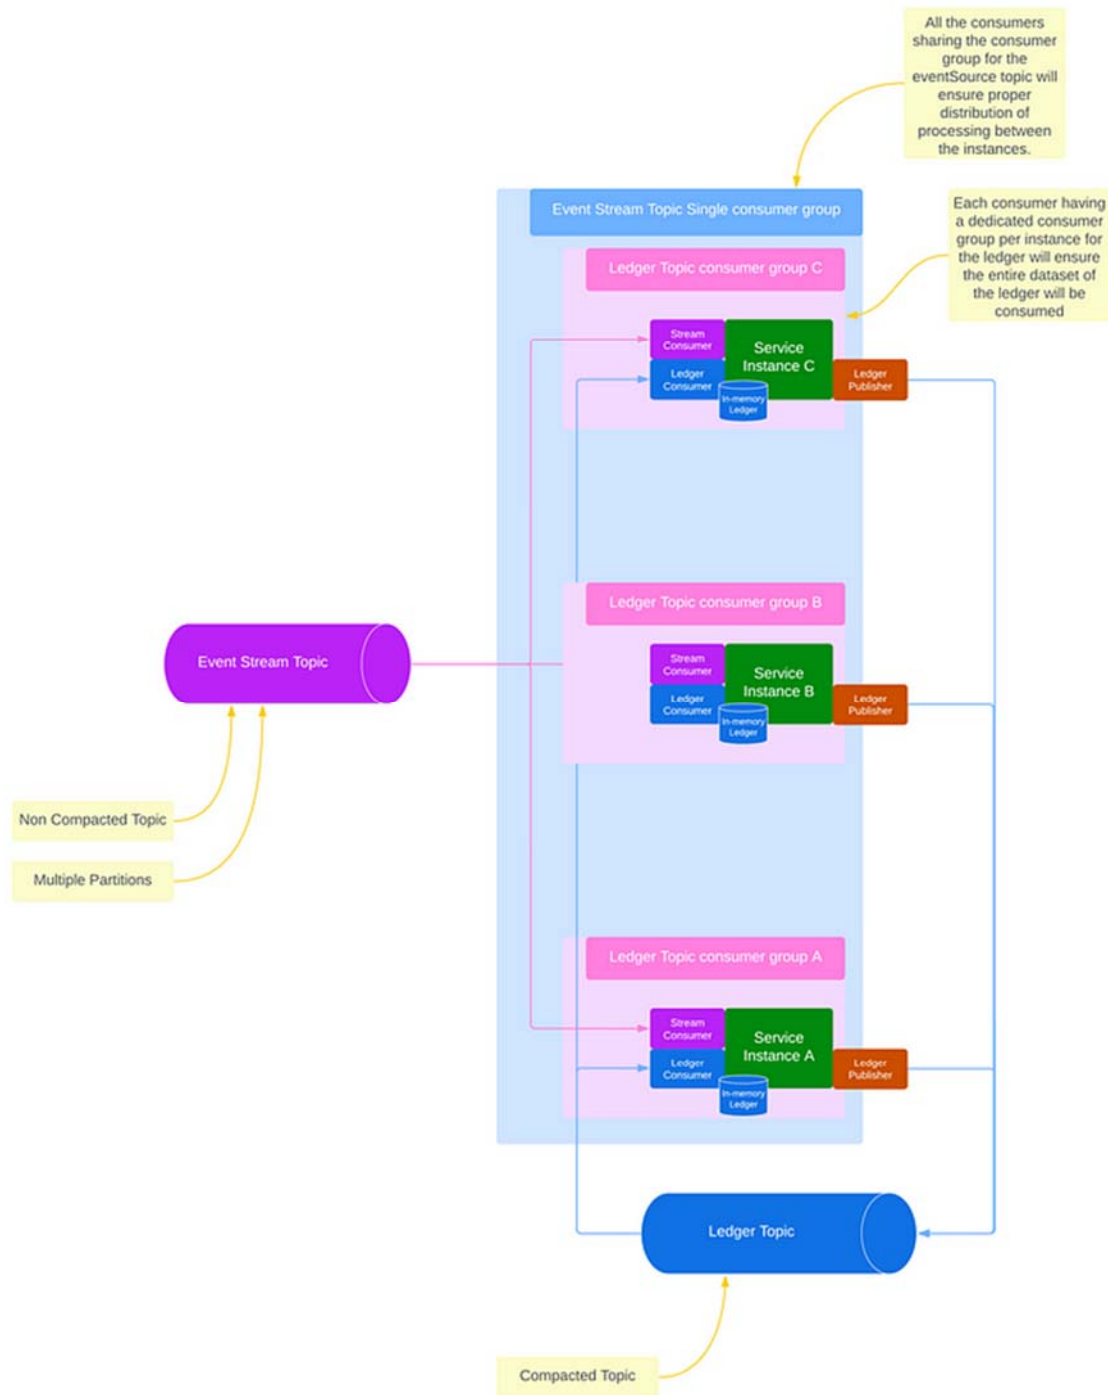 All the consumers
sharing the consumer
group for the
eventSource topic will
ensure proper
distribution of
processing between
the instances.
Event Stream Topic Single consumer group
Each consumer having
a dedicated consumer
group per instance for
the ledger will ensure
the entire dataset of
the ledger will be
consumed
Ledger Topic consumer group C
Stream
Consumer
Service
Instance C
Ledger
Consumer
In-memory
Ledger
Ledger
Publisher
Ledger Topic consumer group B
Event Stream Topic
Stream
Consumer
Service
Instance B
Ledger
Consumer
In-memory
Ledger
Ledger
Publisher
Non Compacted Topic
Multiple Partitions
Ledger Topic consumer group A
Stream
Consumer
Service
Instance A
Ledger
Consumer
In-memory
Ledger
Ledger
Publisher
Ledger Topic
Compacted Topic